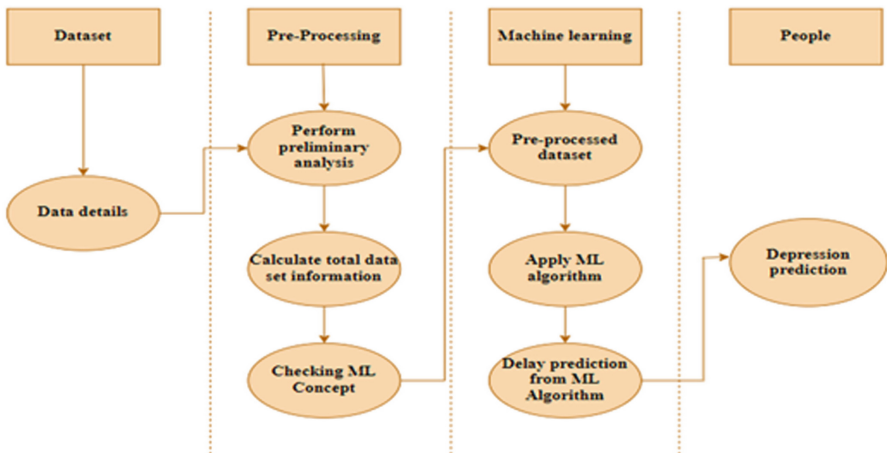 Dataset
Pre-Processing
Machine learning
People
Perform
preliminary
analysis
Pre-processed
dataset
Data details
Calculate total data
set information
Apply ML
algorithm
Depression
prediction
Checking ML
Concept
Delay prediction
from ML
Algorithm